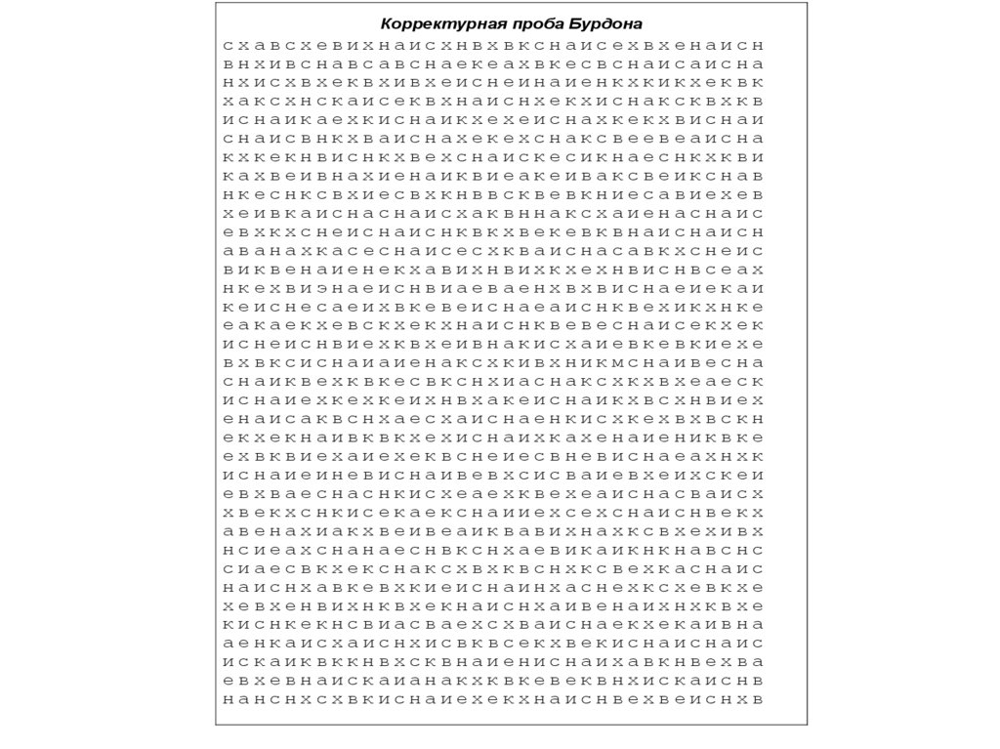 Корректурная проба Бурдона
с х а в с х е в и х н а и с х н в х в к с н а и с е х в х е н а и с н
в н х и в с н а в с а в с н а е к е а х в к е с в с н а и с а и с н а
н х и с х в х е к в х и в х е и с н е и н а и е н к х к и к х е к в к
х а к с х н с к а и с е к в х н а и с н х е к х и с н а к с к в х к в
и с н а и к а е х к и с н а и к х е х е и с н а х к е к х в и с н а и
с н а и с в н к х в а и с н а х е к е х с н а к с в е е в е а и с н а
к х к е к н в и с н к х в е х с н а и с к е с и к н а е с н к х к в и
к а х в е и в н а х и е н а и к в и е а к е и в а к с в е и к с н а в
н к е с н к с в х и е с в х к н в в с к в е в к н и е с а в и е х е в
х е и в к а и с н а с н а и с х а к в н н а к с х а и е н а с н а и с
е в х к х с н е и с н а и с н к в к х в е к е в к в н а и с н а и с н
а в а н а х к а с е с н а и с е с х к в а и с н а с а в к х с н е и с
в и к в е н а и е н е к х а в и х н в и х к х е х н в и с н в с е а х
н к е х в и э н а е и с н в и а е в а е н х в х в и с н а е и е к а и
к е и с н е с а е и х в к е в е и с н а е а и с н к в е х и к х н к е
е а к а е к х е в с к х е к х н а и с н к в е в е с н а и с е к х е к
и с н е и с н в и е х к в х е и в н а к и с х а и е в к е в к и е х е
в х в к с и с н а и а и е н а к с х к и в х н и к м с н а и в е с н а
с н а и к в е х к в к е с в к с н х и а с н а к с х к х в х е а е с к
и с н а и е х к е х к е и х н в х а к е и с н а и к х в с х н в и е х
е н а и с а к в с н х а е с х а и с н а е н к и с х к е х в х в с к н
е к х е к н а и в к в к х е х и с н а и х к а х е н а и е н и к в к е
е х в к в и е х а и е х е к в с н е и е с в н е в и с н а е а х н х к
и с н а и е и н е в и с н а и в е в х с и с в а и е в х е и х с к е и
е в х в а е с н а с н к и с х е а е х к в е х е а и с н а с в а и с х
х в е к х с н к и с е к а е к с н а и и е х с е х с н а и с н в е к х
а в е н а х и а к х в е и в е а и к в а в и х н а х к с в х е х и в х
н с и е а х с н а н а е с н в к с н х а е в и к а и к н к н а в с н с
с и а е с в к х е к с н а к с х в х к в с н х к с в е х к а с н а и с
н а и с н х а в к е в х к и е и с н а и н х а с н е х к с х е в к х е
х е в х е н в и х н к в х е к н а и с н х а и в е н а и х н х к в х е
к и с н к е к н с в и а с в а е х с х в а и с н а е к х е к а и в н а
а е н к а и с х а и с н х и с в к в с е к х в е к и с н а и с н а и с
и с к а и к в к к н в х с к в н а и е н и с н а и х а в к н в е х в а
е в х е в н а и с к а и а н а к х к в к е в е к в н х и с к а и с н в
н а н с н х с х в к и с н а и е х е к х н а и с н в е х в е и с н х в